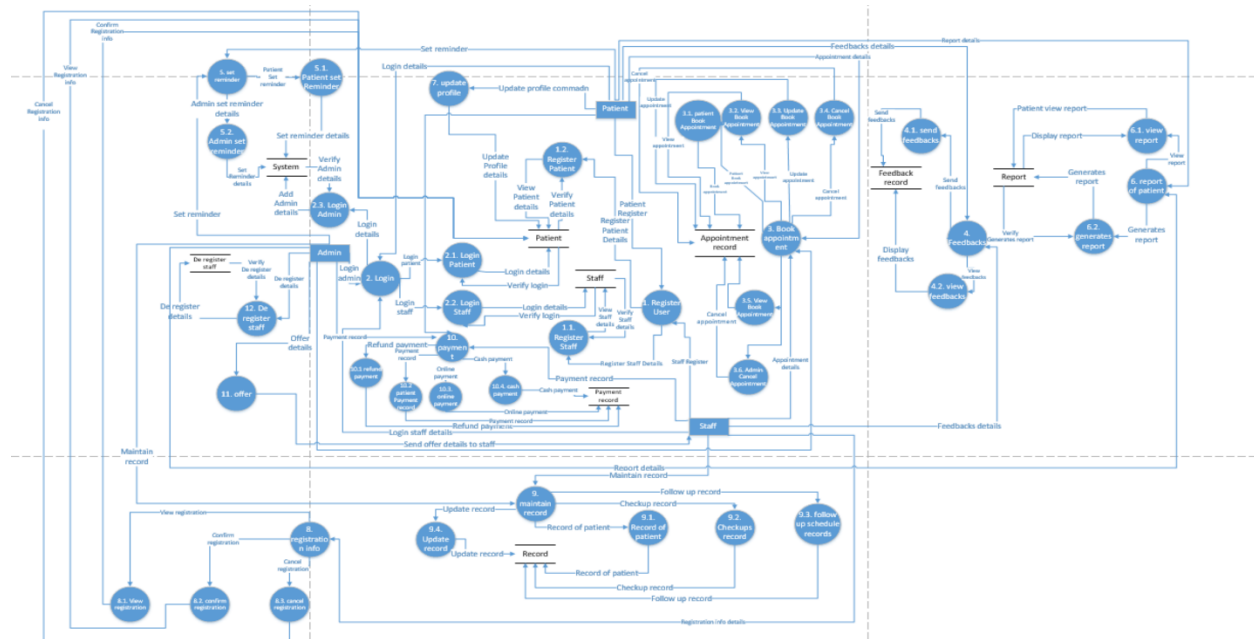 Confirm
Registration
Info
View
Registration
Info
Cancel
Registration
Info
Set reminder
Login details
Report details
Feedbacks details
Appointment details
5. set
reminder
Patient
Set
reminder
5.1.
Patient set
Reminder
Admin set reminder
details
5.2.
Admin set
reminder
Set
Reminder
details
Set reminder details
System
Verify
Admin
details
Add
Admin
details
2.3. Login
Admin
Set reminder
Admin
7. update
profile
Update profile commadn
Patient
Update
Profile
details
1.2.
Register
Patient
View
Patient
details
Verify
Patient
details
Patient
Patient
Register
Register
Patient
Details
Cancel
appointment
Update
appointment
View
appointment
3.1. patient
Book
Appointment
3.2. View
Book
Appointment
3.3. Update
Book
Appointment
3.4. Cancel
Book
Appointment
Book
appointment
View
appointment
Update
appointment
Cancel
appointment
Appointment
record
3. Book
appointm
ent
3.5. View
Book
Appointment
Cancel
appointment
3.6. Admin
Cancel
Appointment
Appointment
details
Send
feedbacks
4.1. send
feedbacks
Feedback
record
Send
feedbacks
4.
Feedbacks
Display
feedbacks
View
feedbacks
4.2. view
feedbacks
Patient view report
Display report
6.1. view
report
View
report
Report
Generates
report
6. report
of patient
Verify
Generates report
6.2.
generates
report
Generates
report
De register
staff
Verify
De register
details
De register
details
De register
details
12. De
register
staff
Login
details
Login
admin
2. Login
Login
patient
2.1. Login
Patient
Login details
Verify login
Login
staff
2.2. Login
Staff
Login details
Verify login
Staff
View
Staff
details
Verify
Staff
details
1. Register
User
1.1.
Register
Staff
Register Staff Details
Staff Register
Offer
details
11. offer
Payment record
Refund payment
10.
paymen
t
Payment
record
Cash payment
10.1 refund
payment
10.2
patient
Payment
record
Online
payment
10.3.
online
payment
10.4. cash
payment
Cash payment
Payment record
Payment
record
Online payment
Payment record
Refund payments
Login staff details
Send offer details to staff
Staff
Feedbacks details
Maintain
record
Report details
Maintain record
9.
maintain
record
Follow up record
Checkup record
Update record
Record of patient
9.4.
Update
record
9.1.
Record of
patient
9.2.
Checkups
record
9.3. follow
up schedule
records
Update record
Record
Record of patient
Checkup record
Follow up record
View registration
8.
registratio
n info
Confirm
registration
Cancel
registration
8.1. View
registration
8.2. confirm
registration
8.3. cancel
registration
Registration info details